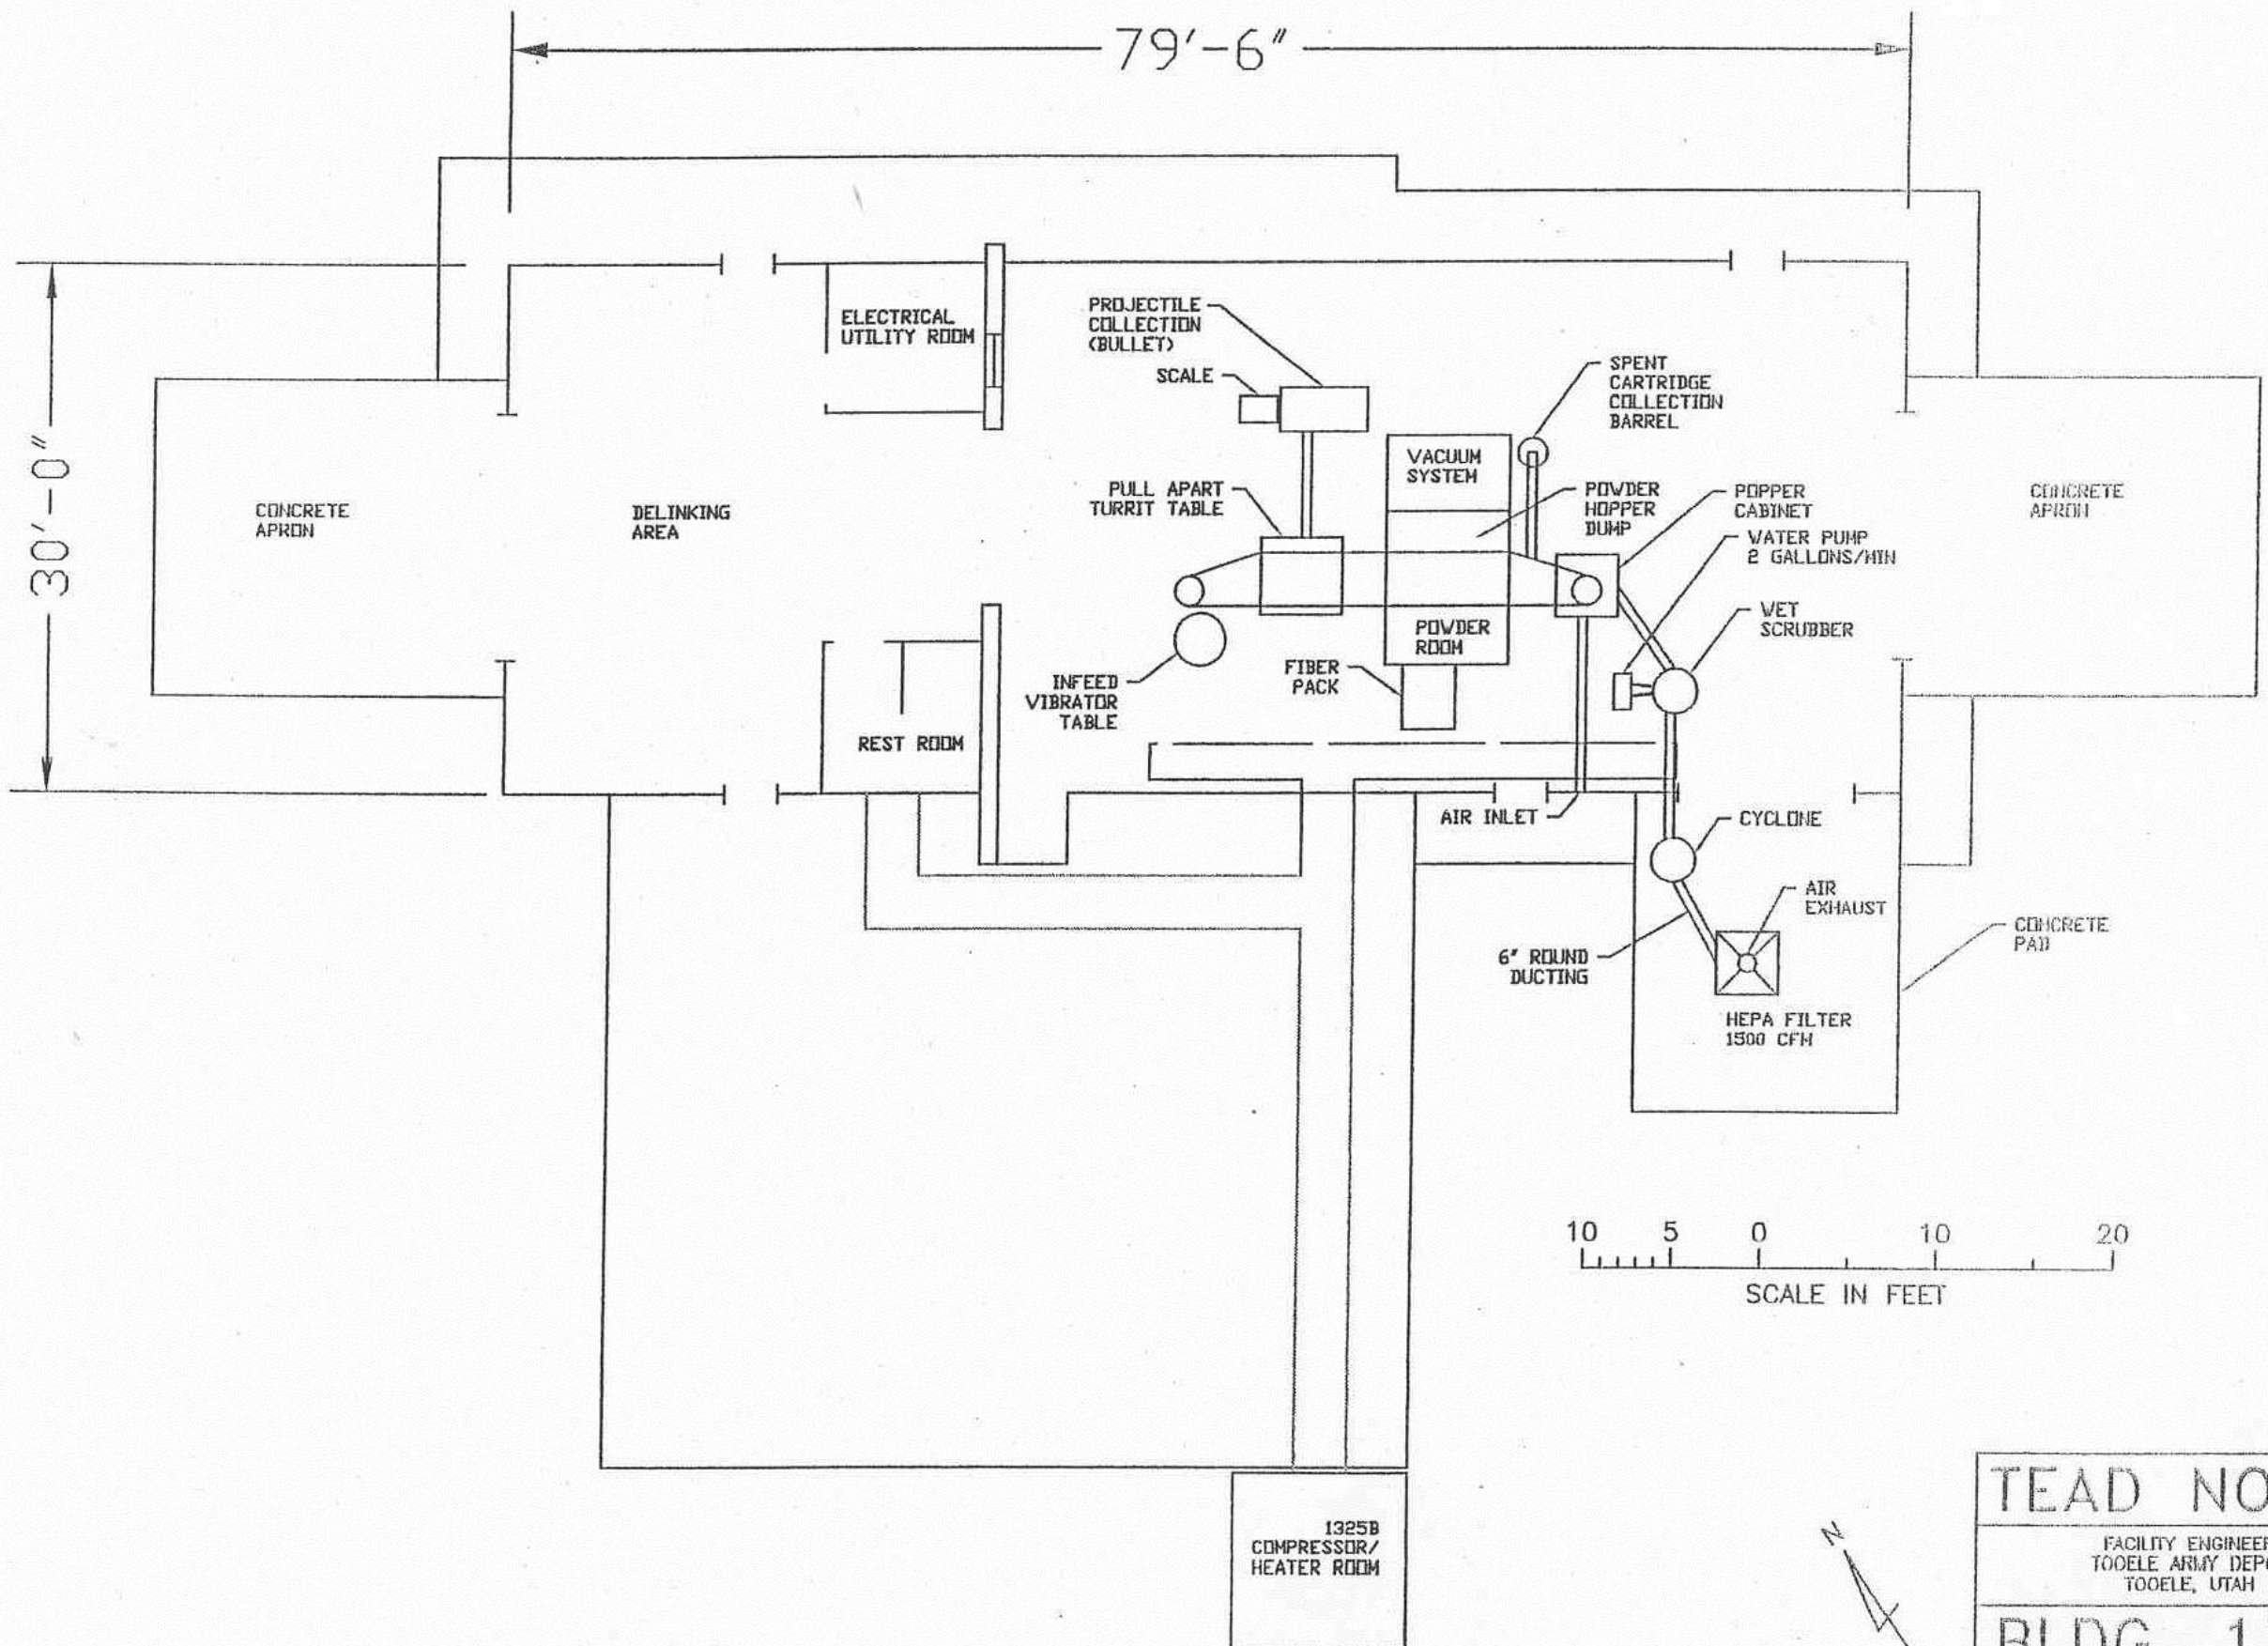 79'-6"
30'-0"
ELECTRICAL
UTILITY ROOM
PROJECTILE
COLLECTION
(BULLET)
SCALE
SPENT
CARTRIDGE
COLLECTION
BARREL
VACUUM
SYSTEM
PULL APART
TURRIT TABLE
POWDER
HOPPER
DUMP
POPPER
CABINET
WATER PUMP
2 GALLONS/MIN
CONCRETE
APRON
DELINKING
AREA
CONCRETE
APRON
WET
SCRUBBER
POWDER
ROOM
FIBER
PACK
INFEED
VIBRATOR
TABLE
REST ROOM
AIR INLET
CYCLONE
AIR
EXHAUST
CONCRETE
PAD
6" ROUND
DUCTING
HEPA FILTER
1500 CFM
10 5 0 10 20
SCALE IN FEET
1325B
COMPRESSOR/
HEATER ROOM
N
TEAD NO
FACILITY ENGINEER
TOOELE ARMY DEP
TOOELE, UTAH
BLDG. 1